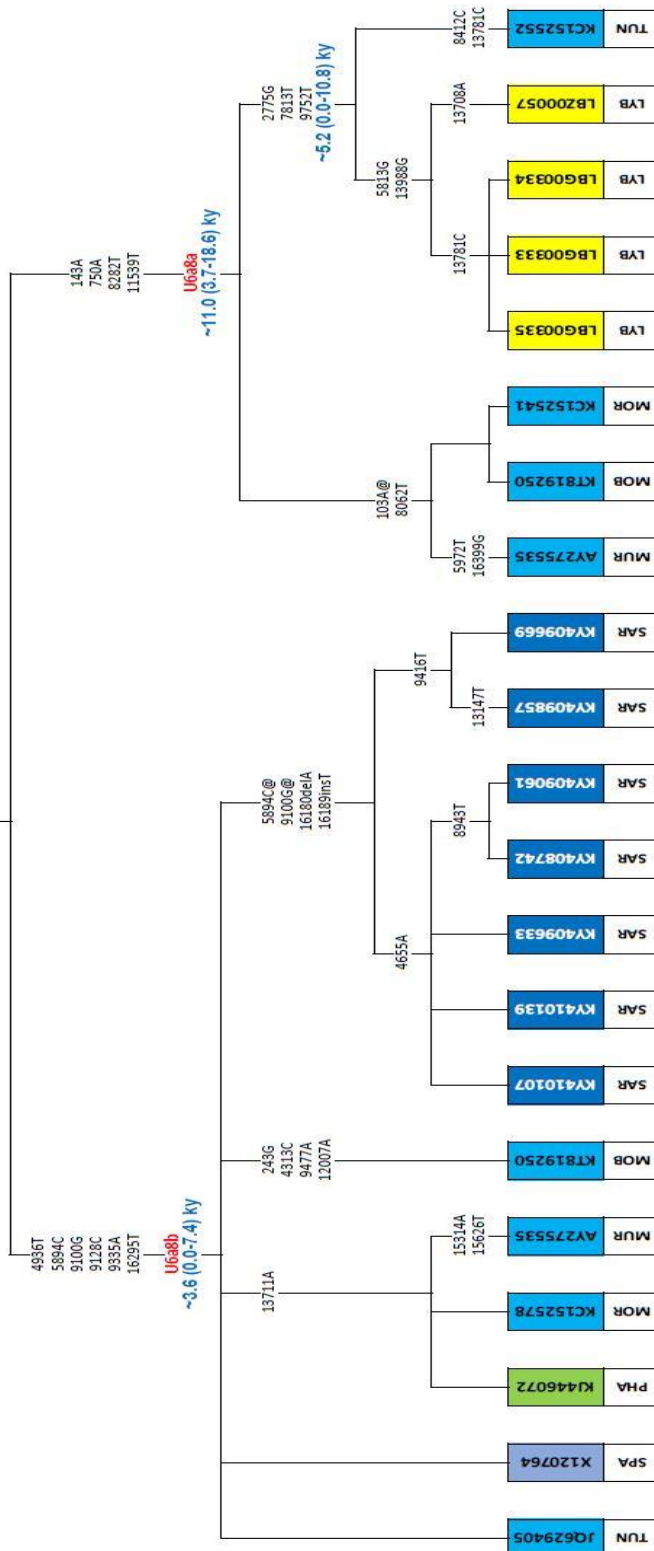 8412C
13781C
KC152552 TUN
2775G
7813T
9752T
~5.2 (0.0-10.8) ky
13708A
LBZ00057 LYB
5813G
13988G
LBG00334 LYB
13781C
LBG00333 LYB
143A
750A
8282T
11539T
U6a8a
~11.0 (3.7-18.6) ky
LBG00335 LYB
KC152541 MOR
KT819250 MOB
103A@
8062T
5972T
16399G
AY275535 MUR
KY409669 SAR
9416T
13147T
KY409857 SAR
KY409061 SAR
5894C@
9100G@
16180delA
16189insT
8943T
KY408742 SAR
KY409633 SAR
4655A
KY410139 SAR
KY410107 SAR
243G
4313C
9477A
12007A
KT819250 MOB
15314A
15626T
AY275535 MUR
4936T
5894C
9100G
9128C
9335A
16295T
U6a8b
~3.6 (0.0-7.4) ky
13711A
KC152578 MOR
KJ446072 PHA
X120764 SPA
JQ629405 TUN